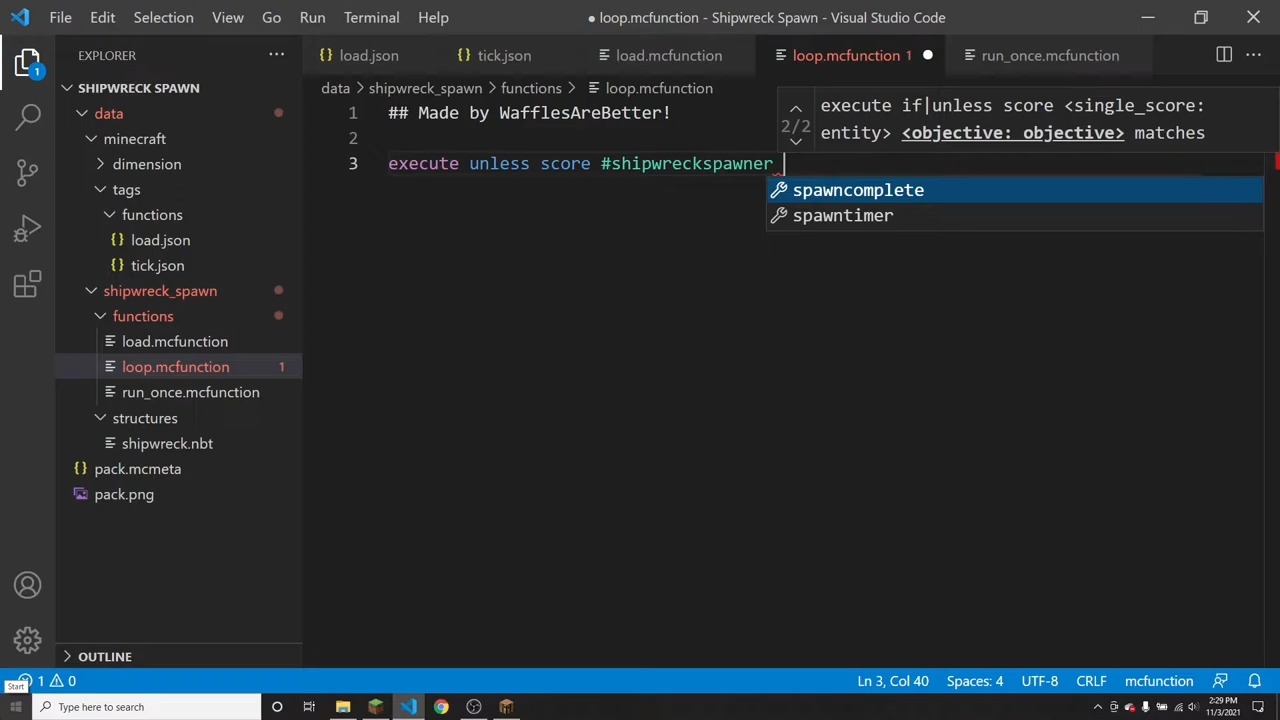 File Edit Selection View Go Run Terminal Help
● loop.mcfunction - Shipwreck Spawn - Visual Studio Code
EXPLORER
load.json
tick.json
load.mcfunction
loop.mcfunction 1
run_once.mcfunction
1
SHIPWRECK SPAWN
data > shipwreck_spawn > functions > loop.mcfunction
data
minecraft
dimension
tags
functions
load.json
tick.json
shipwreck_spawn
functions
load.mcfunction
loop.mcfunction 1
run_once.mcfunction
structures
shipwreck.nbt
pack.mcmeta
pack.png
OUTLINE
1 ## Made by WafflesAreBetter!
2
3 execute unless score #shipwreckspawner
2/2
execute if|unless score <single_score:
entity> <objective: objective> matches
spawncomplete
spawntimer
Start
1 0
Ln 3, Col 40 Spaces: 4 UTF-8 CRLF mcfunction
Type here to search
2:29 PM
11/3/2021